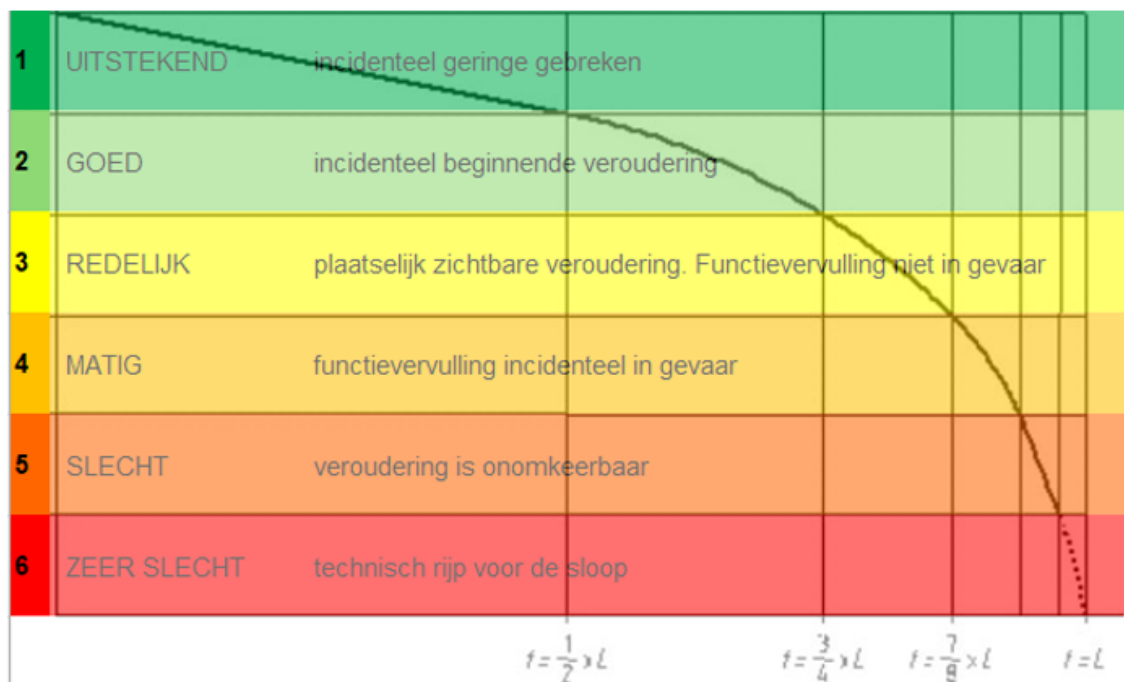 1 UITSTEKEND incidenteel geringe gebreken
2 GOED incidenteel beginnende veroudering
3 REDELIJK plaatselijk zichtbare veroudering. Functievervulling niet in gevaar
4 MATIG functievervulling incidenteel in gevaar
5 SLECHT veroudering is onomkeerbaar
6 ZEER SLECHT technisch rijp voor de sloop
t = 1/2 x L t = 3/4 x L t = 7/8 x L t = L